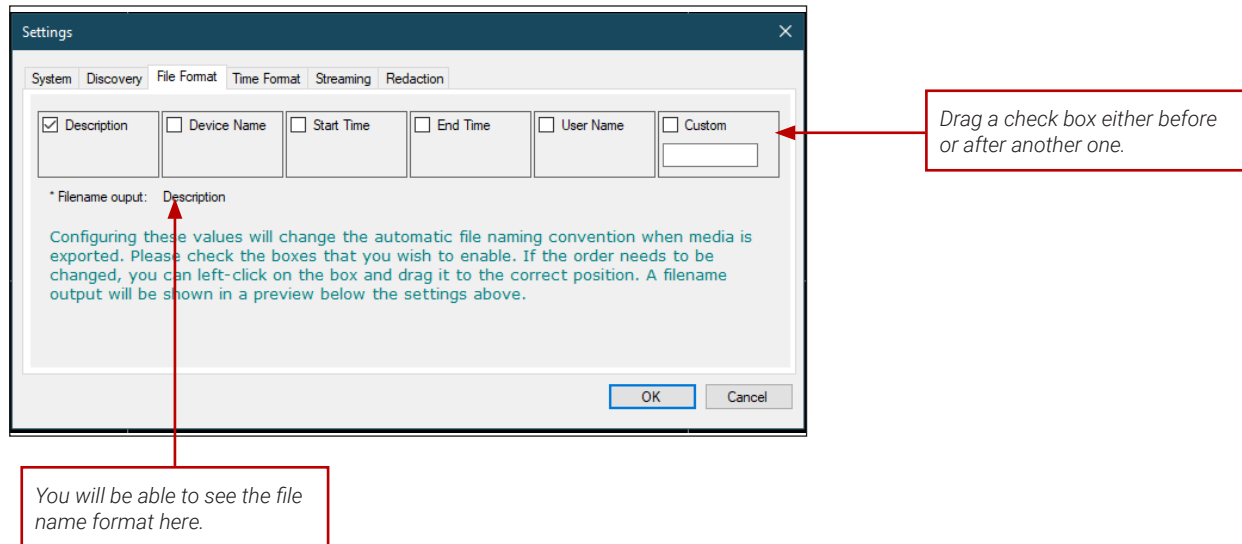 Settings
System Discovery File Format Time Format Streaming Redaction
Description Device Name Start Time End Time User Name Custom
Drag a check box either before
or after another one.
* Filename ouput: Description
Configuring these values will change the automatic file naming convention when media is
exported. Please check the boxes that you wish to enable. If the order needs to be
changed, you can left-click on the box and drag it to the correct position. A filename
output will be shown in a preview below the settings above.
OK Cancel
You will be able to see the file
name format here.